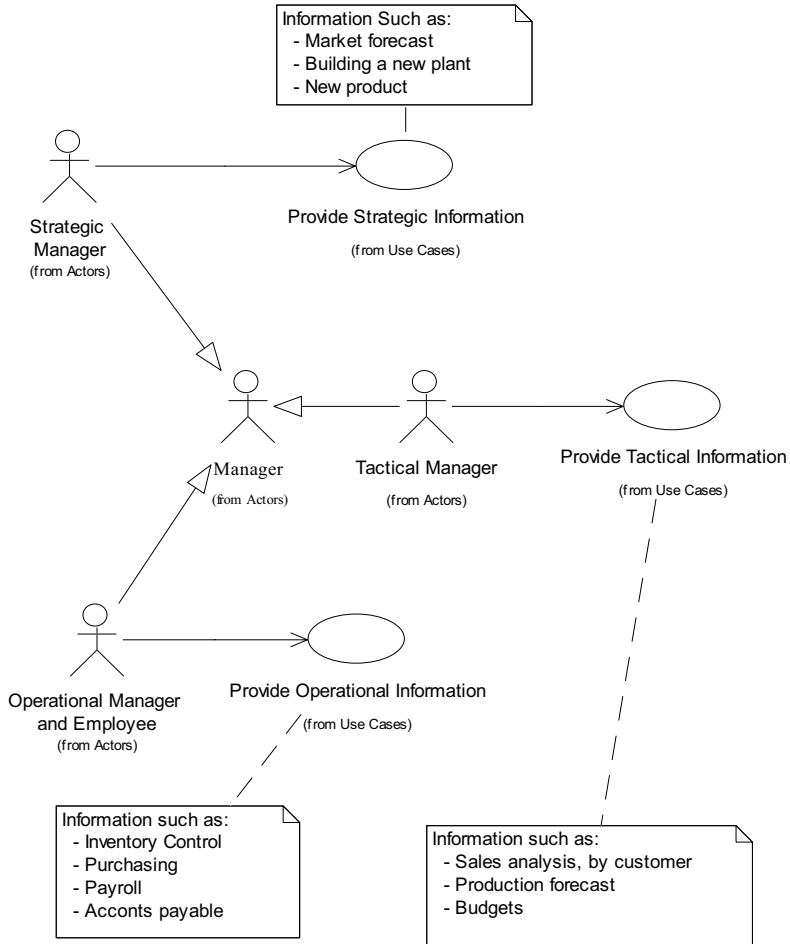 Information Such as:
- Market forecast
- Building a new plant
- New product
Provide Strategic Information
(from Use Cases)
Strategic
Manager
(from Actors)
Manager
(from Actors)
Tactical Manager
(from Actors)
Provide Tactical Information
(from Use Cases)
Operational Manager
and Employee
(from Actors)
Provide Operational Information
(from Use Cases)
Information such as:
- Inventory Control
- Purchasing
- Payroll
- Acconts payable
Information such as:
- Sales analysis, by customer
- Production forecast
- Budgets